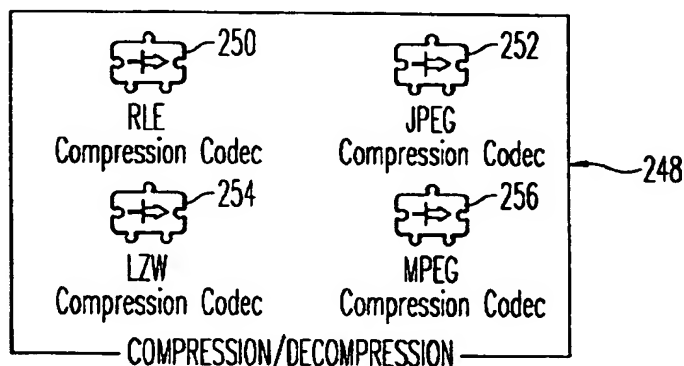 250
RLE
Compression Codec
252
JPEG
Compression Codec
248
254
LZW
Compression Codec
256
MPEG
Compression Codec
COMPRESSION/DECOMPRESSION